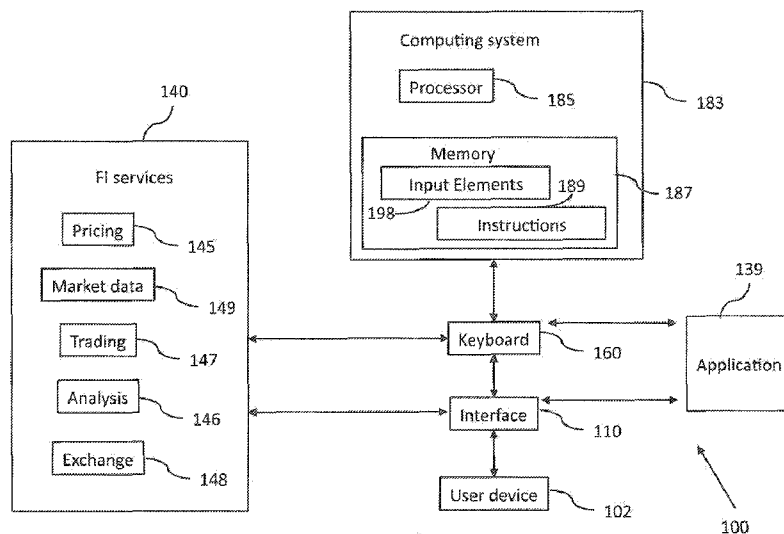 Computing system
Processor
185
183
Memory
Input Elements
187
198
189
Instructions
140
FI services
Pricing
145
Market data
149
Trading
147
Analysis
146
Exchange
148
Keyboard
160
Interface
110
User device
102
139
Application
100